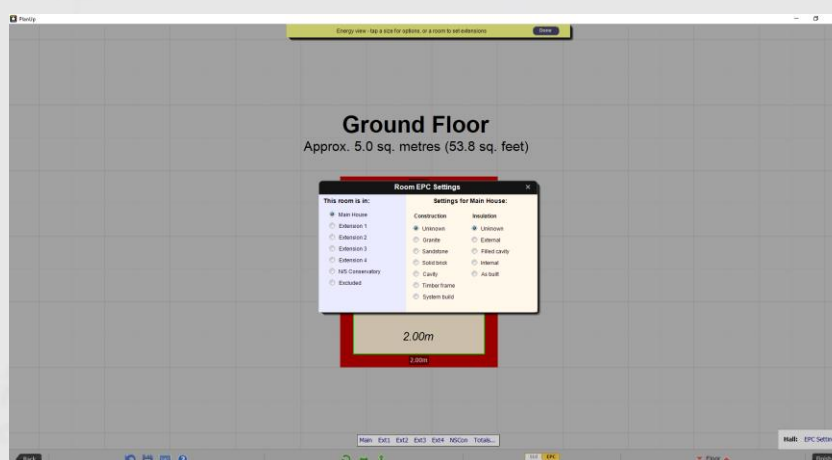 PlanUp
Energy view - tap a size for options, or a room to set extensions
Done
Ground Floor
Approx. 5.0 sq. metres (53.8 sq. feet)
Room EPC Settings
This room is in:
Main House
Extension 1
Extension 2
Extension 3
Extension 4
N/S Conservatory
Excluded
Settings for Main House:
Construction
Unknown
Granite
Sandstone
Solid brick
Cavity
Timber frame
System build
Insulation
Unknown
External
Filled cavity
Internal
As built
2.00m
2.00m
Main Ext1 Ext2 Ext3 Ext4 NSCon Totals...
Hall: EPC Settin
Back
EPC
Floor
Finish